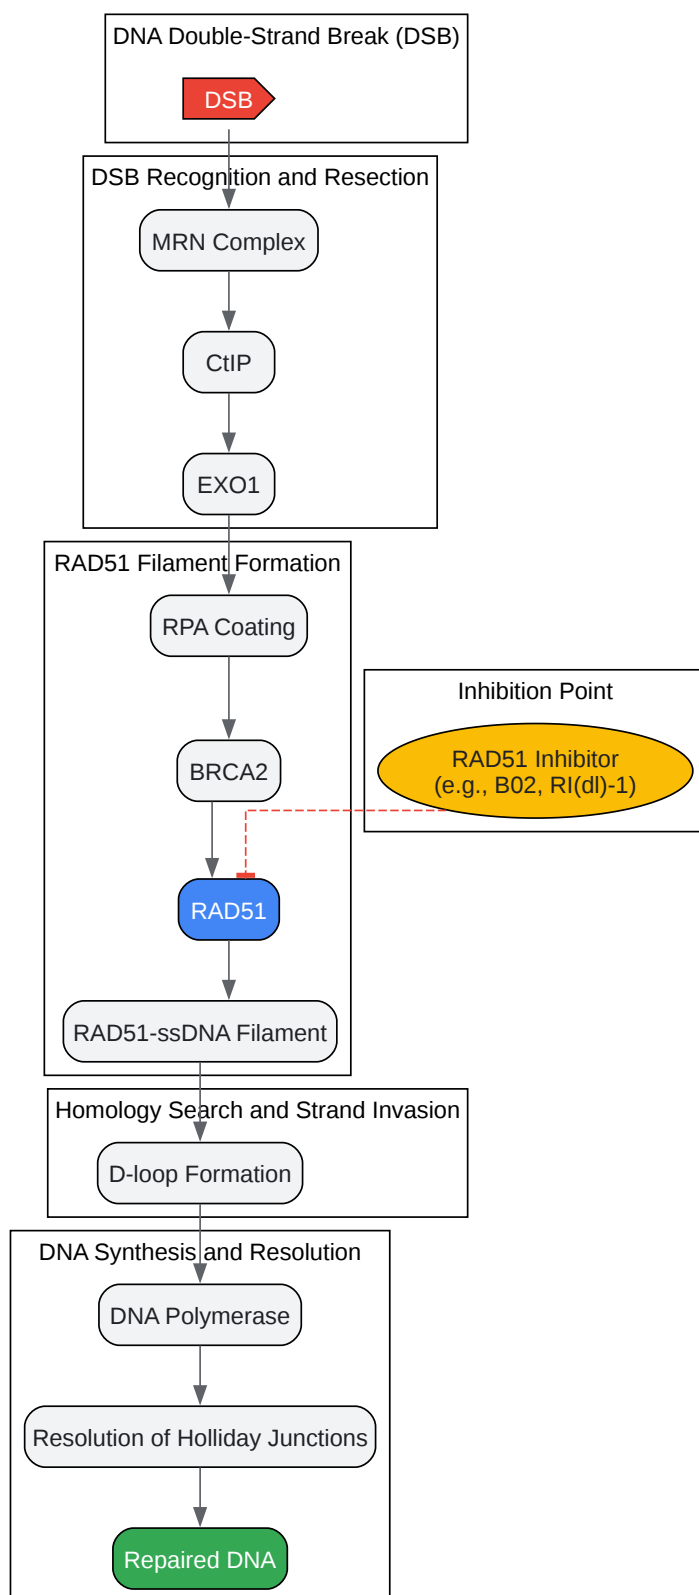 DNA Double-Strand Break (DSB)
DSB
DSB Recognition and Resection
MRN Complex
CtIP
EXO1
RAD51 Filament Formation
RPA Coating
BRCA2
Inhibition Point
RAD51 Inhibitor
(e.g., B02, RI(dl)-1)
RAD51
RAD51-ssDNA Filament
Homology Search and Strand Invasion
D-loop Formation
DNA Synthesis and Resolution
DNA Polymerase
Resolution of Holliday Junctions
Repaired DNA